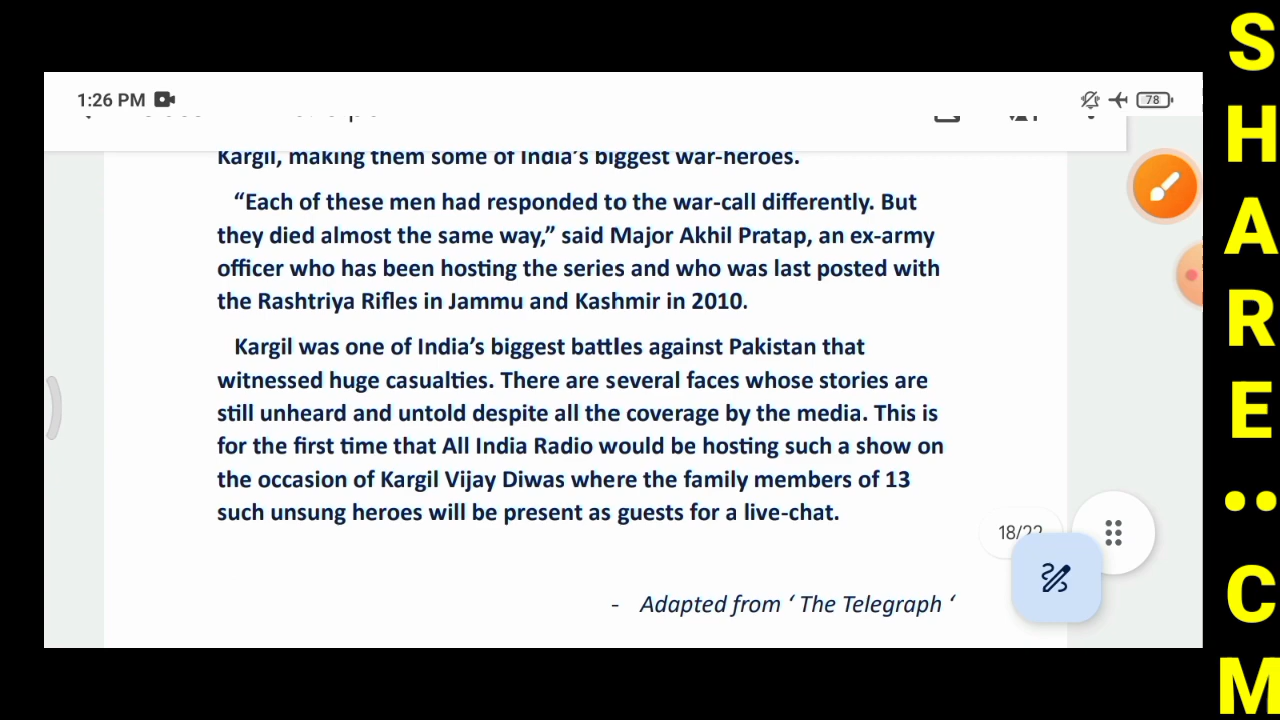 1:26 PM
78
Kargil, making them some of India's biggest war-heroes.
“Each of these men had responded to the war-call differently. But
they died almost the same way,” said Major Akhil Pratap, an ex-army
officer who has been hosting the series and who was last posted with
the Rashtriya Rifles in Jammu and Kashmir in 2010.
Kargil was one of India's biggest battles against Pakistan that
witnessed huge casualties. There are several faces whose stories are
still unheard and untold despite all the coverage by the media. This is
for the first time that All India Radio would be hosting such a show on
the occasion of Kargil Vijay Diwas where the family members of 13
such unsung heroes will be present as guests for a live-chat.
18/22
- Adapted from ‘ The Telegraph ‘
S
H
A
R
E
..
C
M